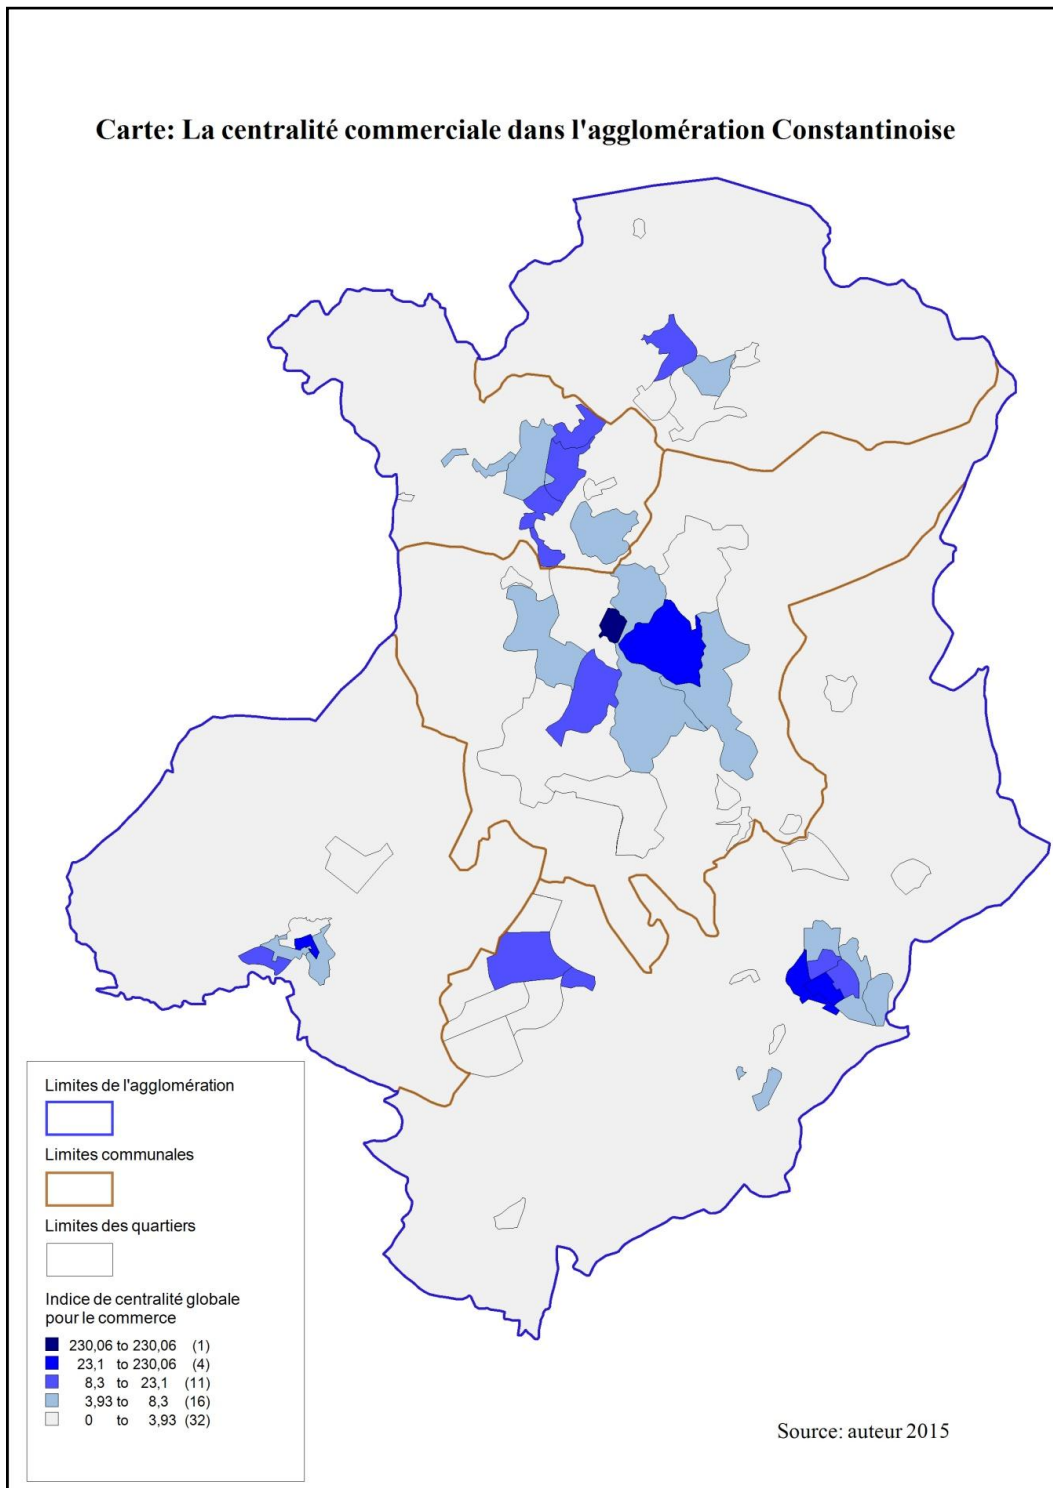 Carte: La centralité commerciale dans l'agglomération Constantinoise
Limites de l'agglomération
Limites communales
Limites des quartiers
Indice de centralité globale
pour le commerce
230,06 to 230,06 (1)
23,1 to 230,06 (4)
8,3 to 23,1 (11)
3,93 to 8,3 (16)
0 to 3,93 (32)
Source: auteur 2015